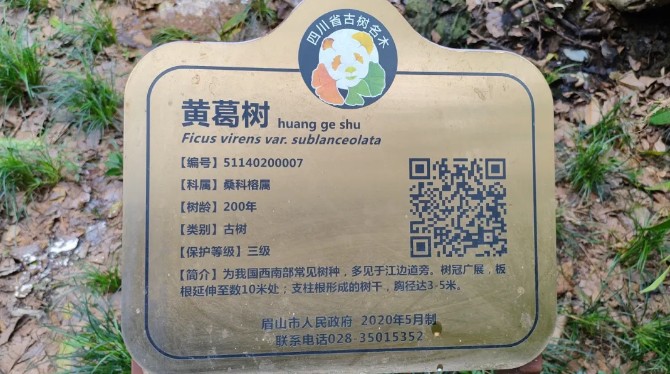 四川省古树名木
黄葛树 huang ge shu
Ficus virens var. sublanceolata
【编号】51140200007
【科属】桑科榕属
【树龄】200年
【类别】古树
【保护等级】三级
【简介】为我国西南部常见树种，多见于江边道旁。树冠广展，板
根延伸至数10米处；支柱根形成的树干，胸径达3-5米。
眉山市人民政府 2020年5月制
联系电话028-35015352